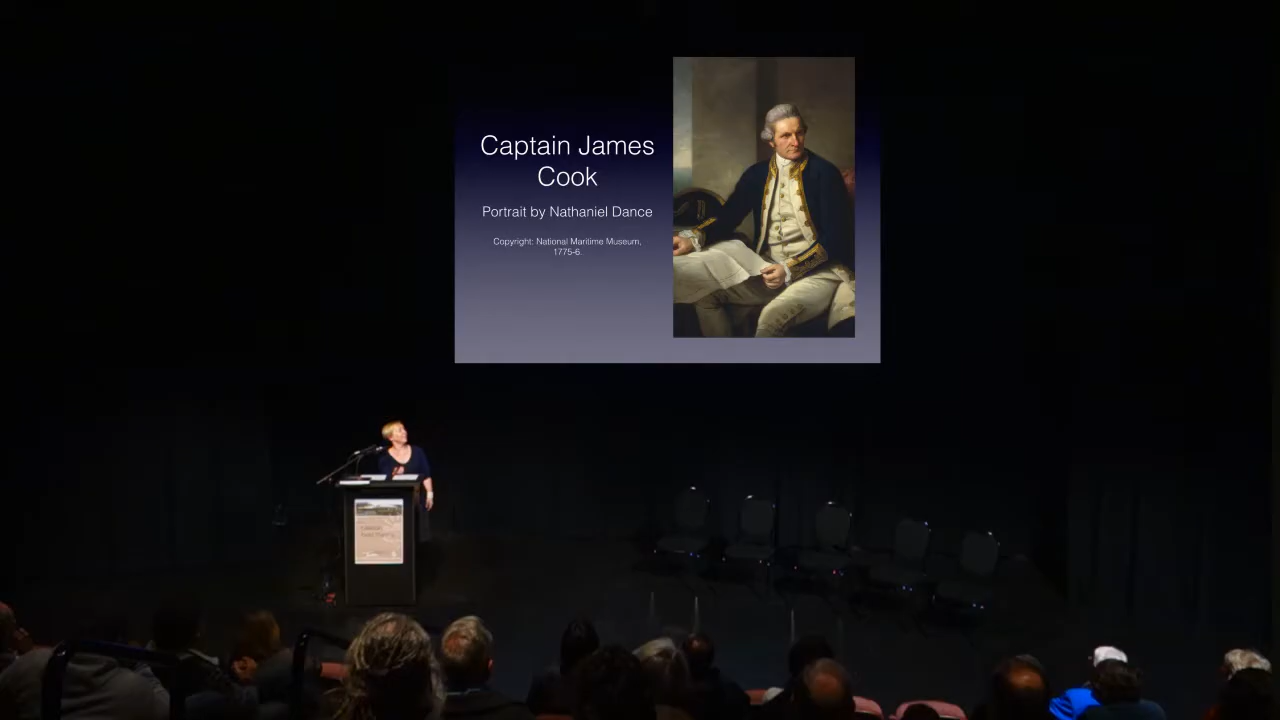 Captain James
Cook
Portrait by Nathaniel Dance
Copyright: National Maritime Museum,
1775-6.